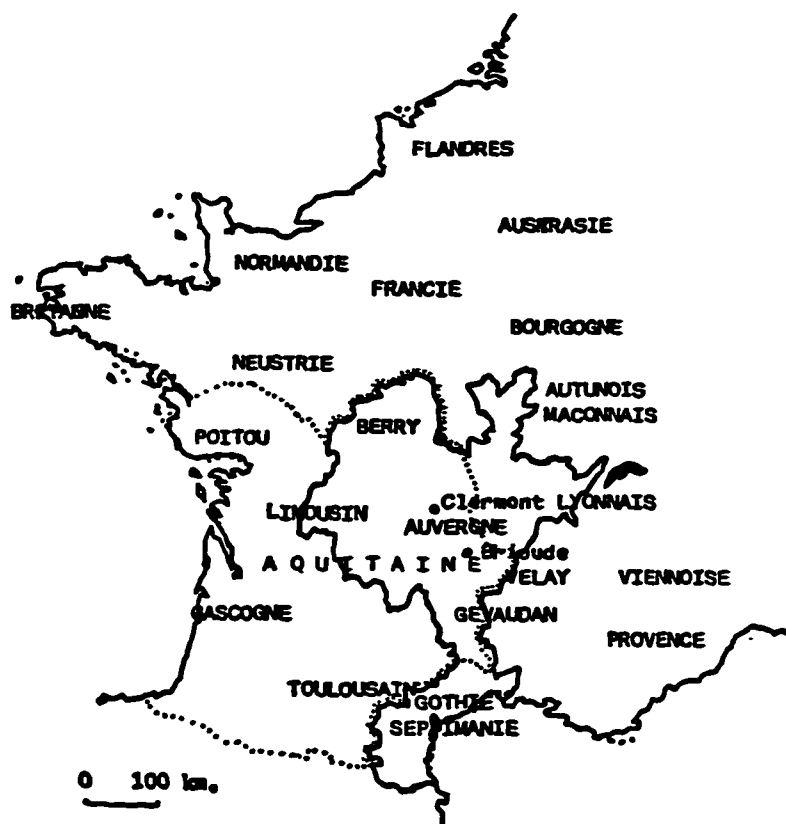 FLANDRES
AUSTRASIE
NORMANDIE
FRANCIE
BRETAGNE
BOURGOGNE
NEUSTRIE
AUTUNOIS
MACONNAIS
BERRY
POITOU
Clermont LYONNAIS
LIMOUSIN
AUVERGNE
Brioude
AQUITAINE
VELAY VIENNOISE
GASCOGNE
GEVAUDAN
PROVENCE
TOULOUSAIN
GOTHIE
SEPTIMANIE
0 100 km.